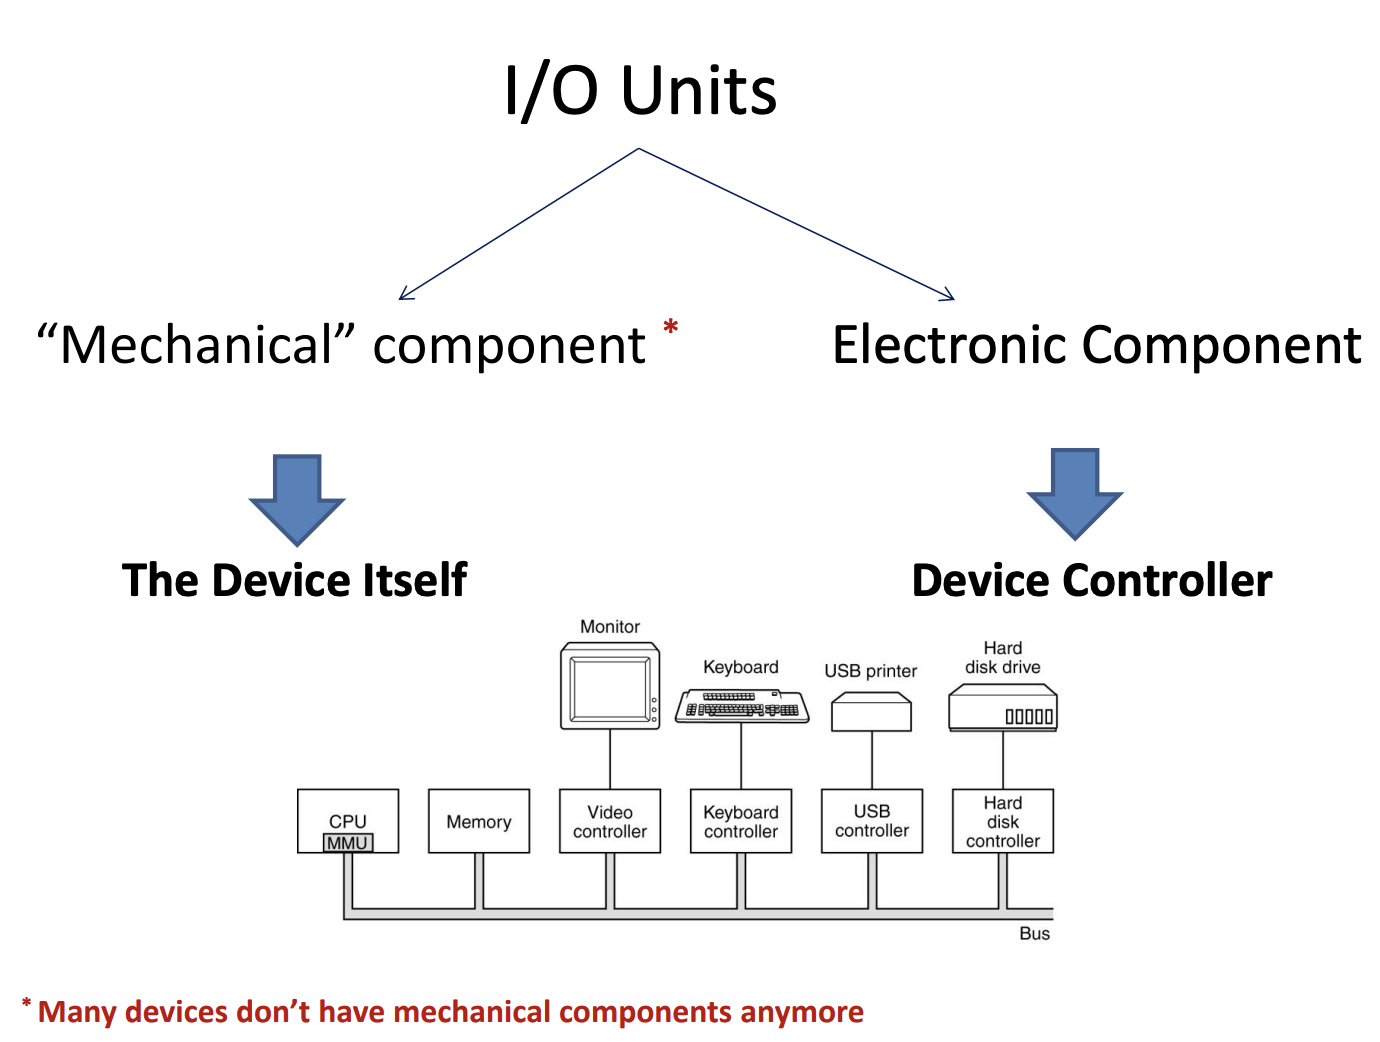 I/O Units
“Mechanical” component *
Electronic Component
The Device Itself
Device Controller
Monitor
Keyboard
USB printer
Hard
disk drive
CPU
MMU
Memory
Video
controller
Keyboard
controller
USB
controller
Hard
disk
controller
Bus
* Many devices don’t have mechanical components anymore